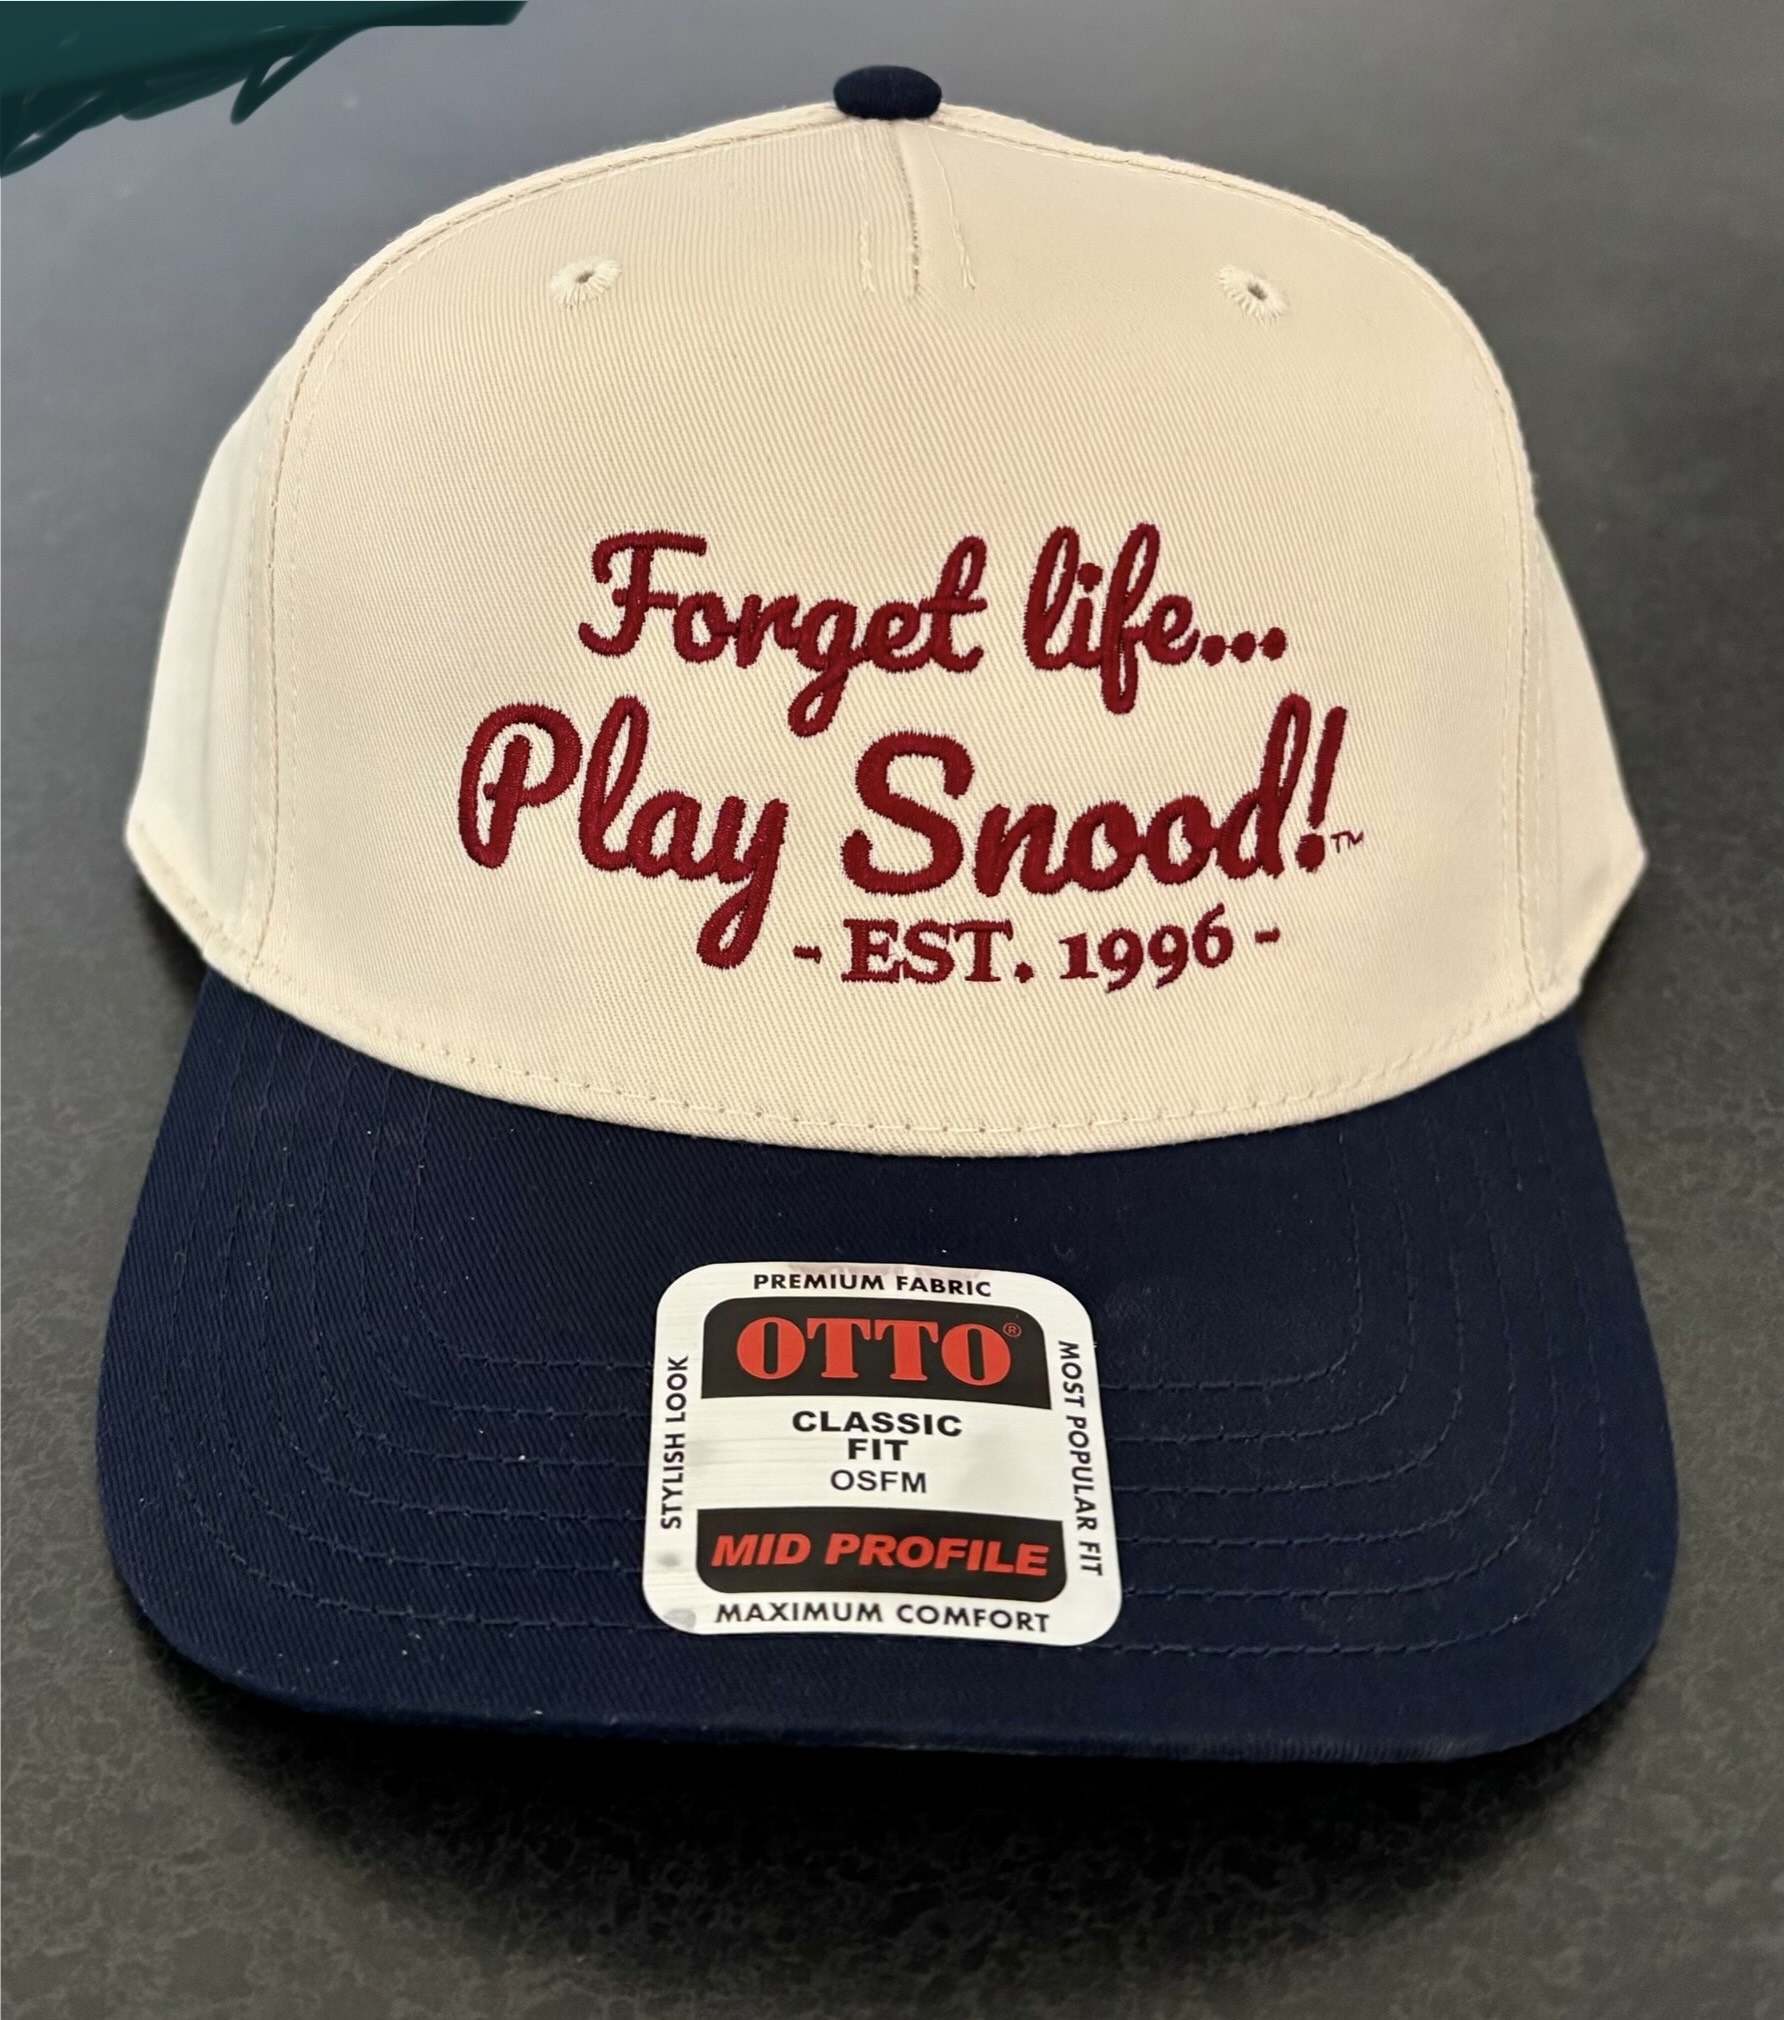 Forget life...
Play Snood!™
- EST. 1996 -
PREMIUM FABRIC
OTTO®
STYLISH LOOK
CLASSIC
FIT
OSFM
MOST POPULAR FIT
MID PROFILE
MAXIMUM COMFORT